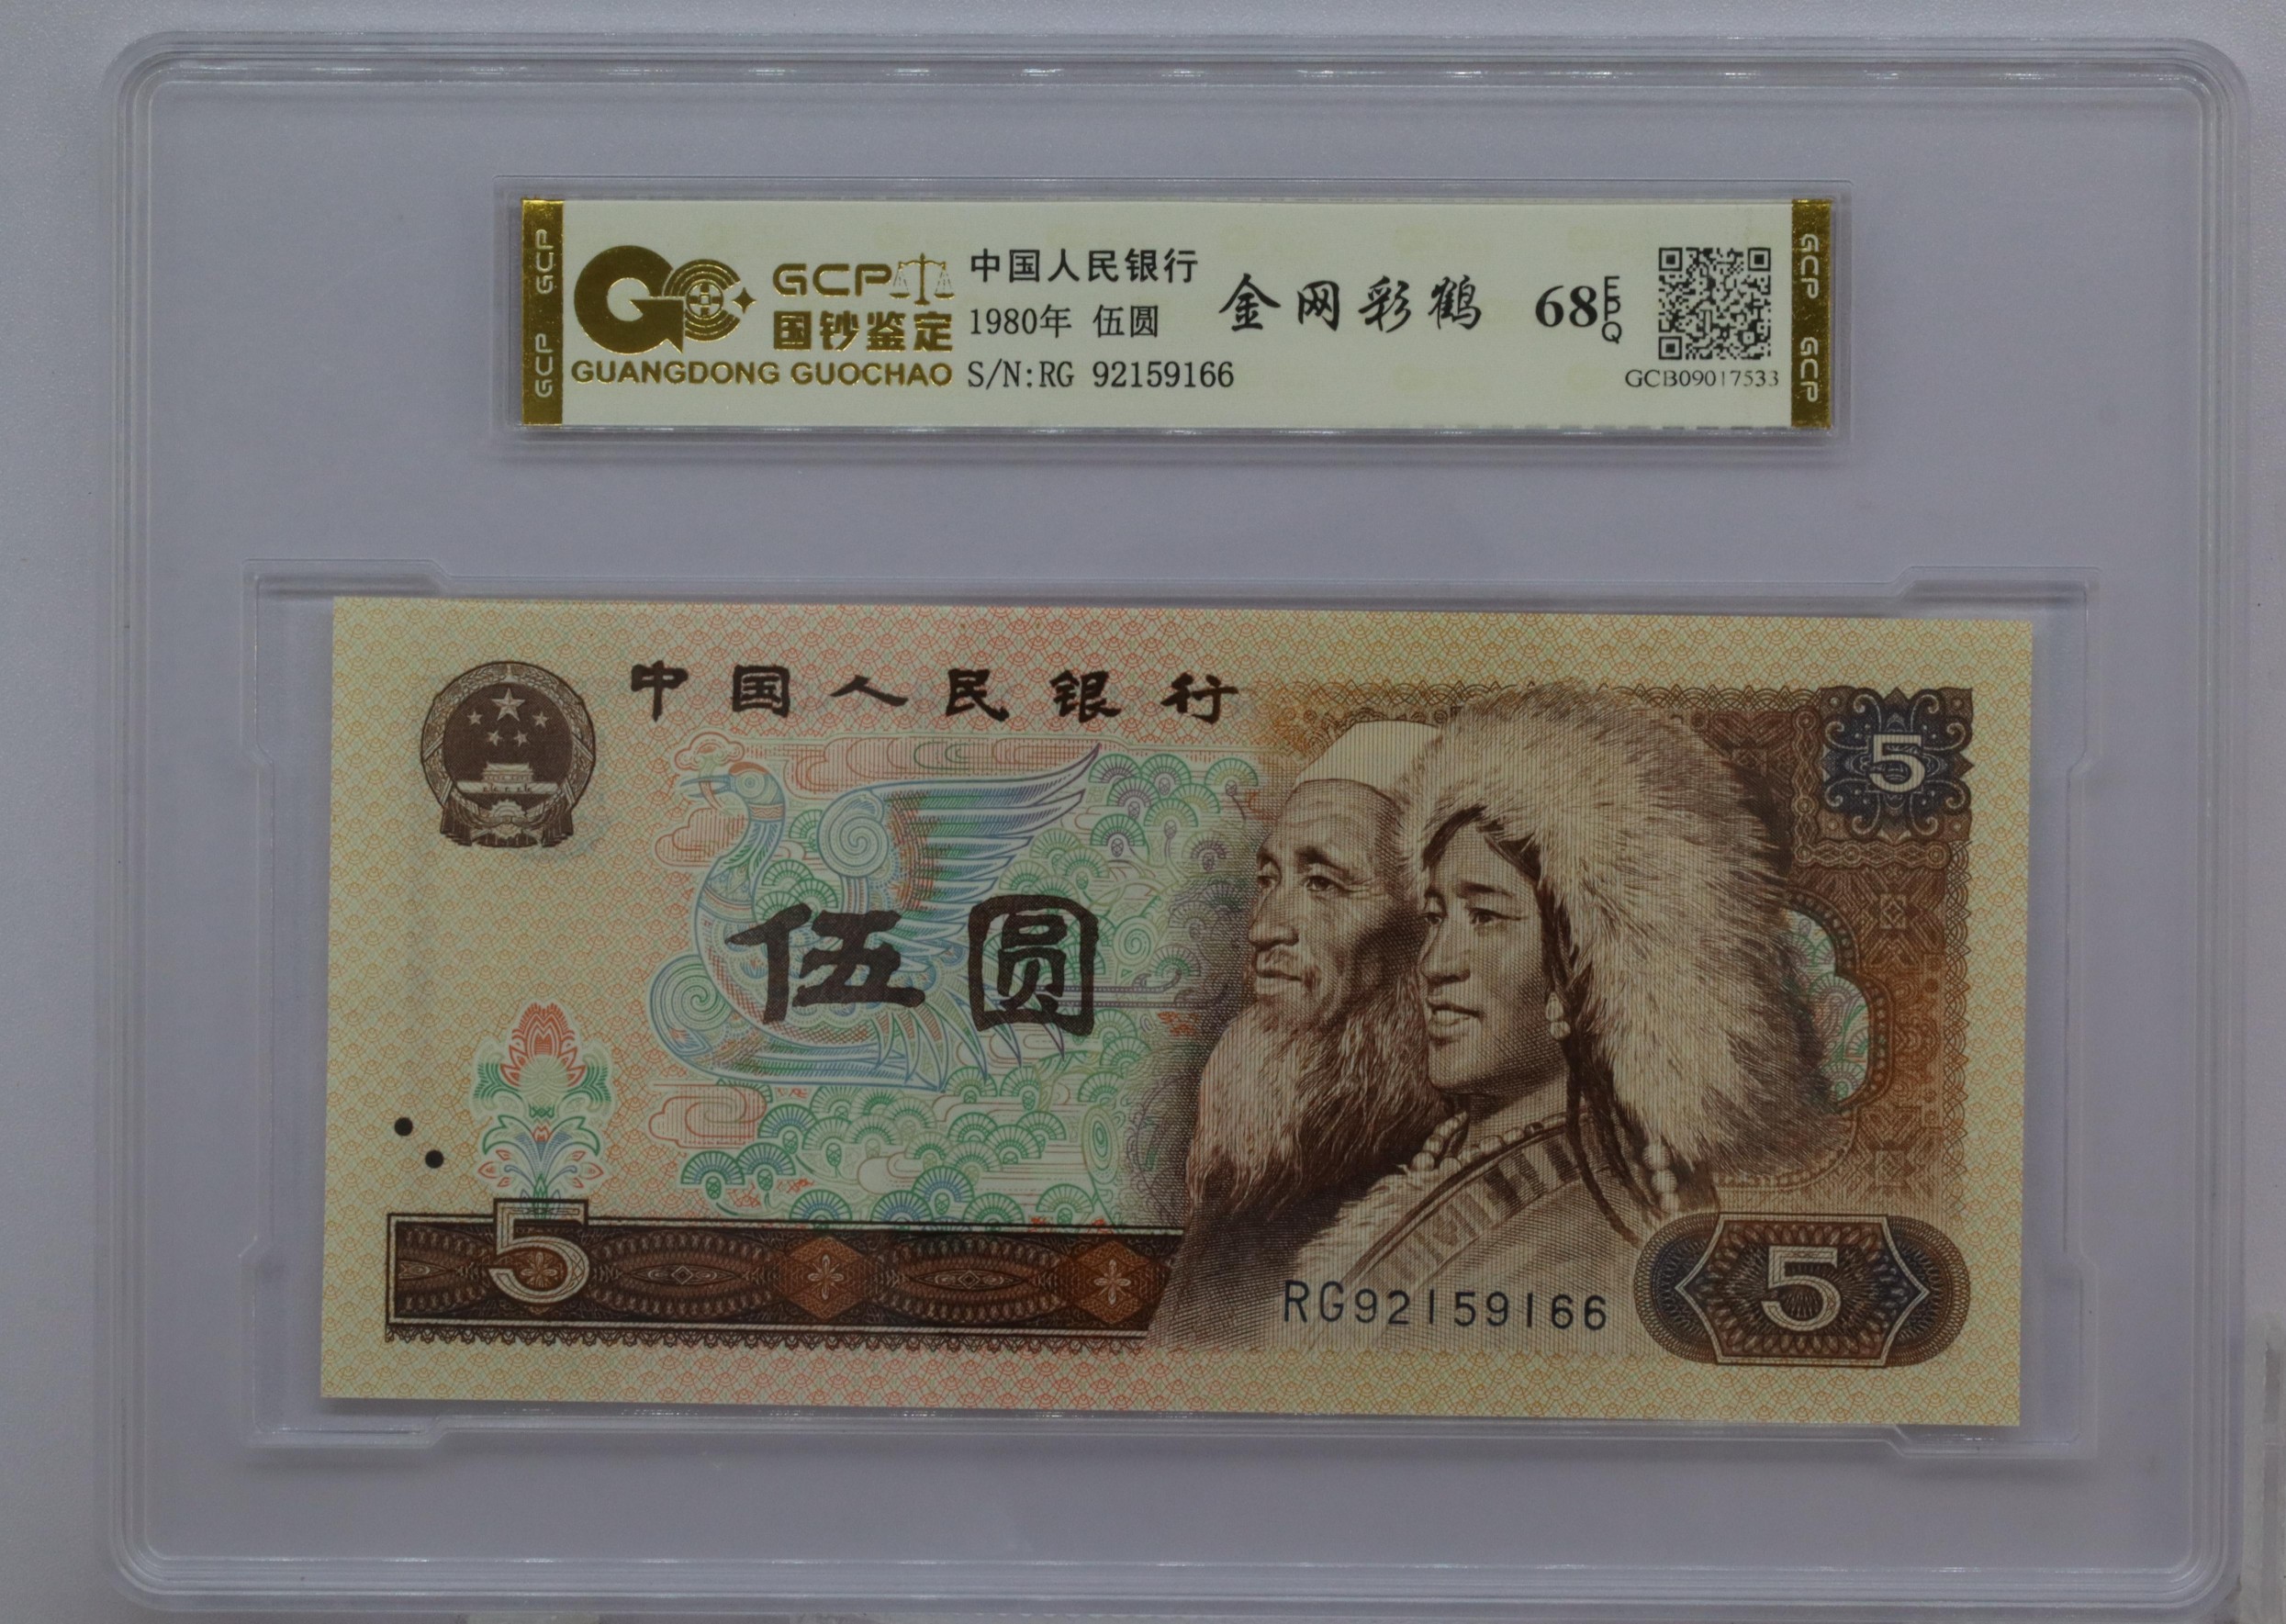 GCP GCP
GCP
国钞鉴定
GUANGDONG GUOCHAO
中国人民银行
1980年 伍圆
S/N:RG 92159166
金网彩鹤
68 EPQ
GCB09017533
GCP GCP
中国人民银行
5
伍圆
5
RG92159166
5